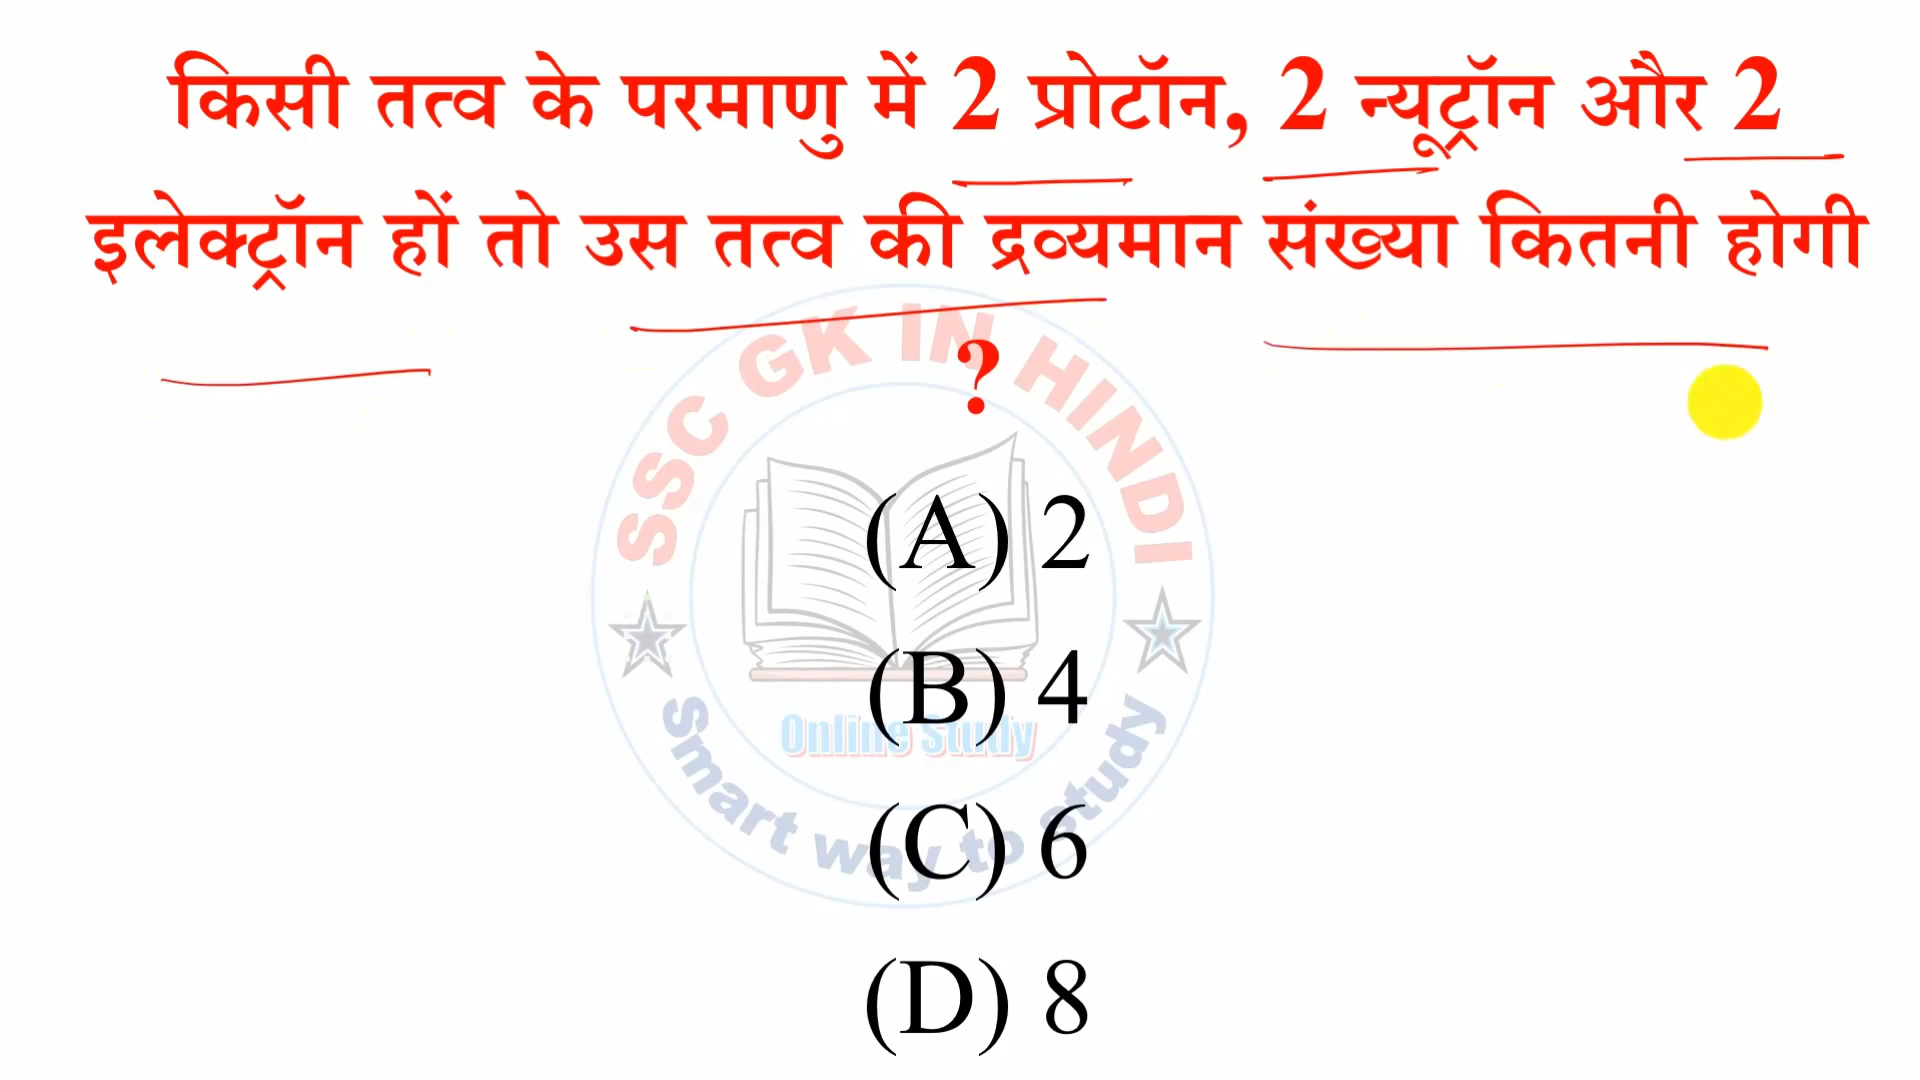 किसी तत्व के परमाणु में 2 प्रोटॉन, 2 न्यूट्रॉन और 2
इलेक्ट्रॉन हों तो उस तत्व की द्रव्यमान संख्या कितनी होगी
?
SSC GK IN HINDI
(A) 2
(B) 4
Online Study
(C) 6
Smart way to study
(D) 8